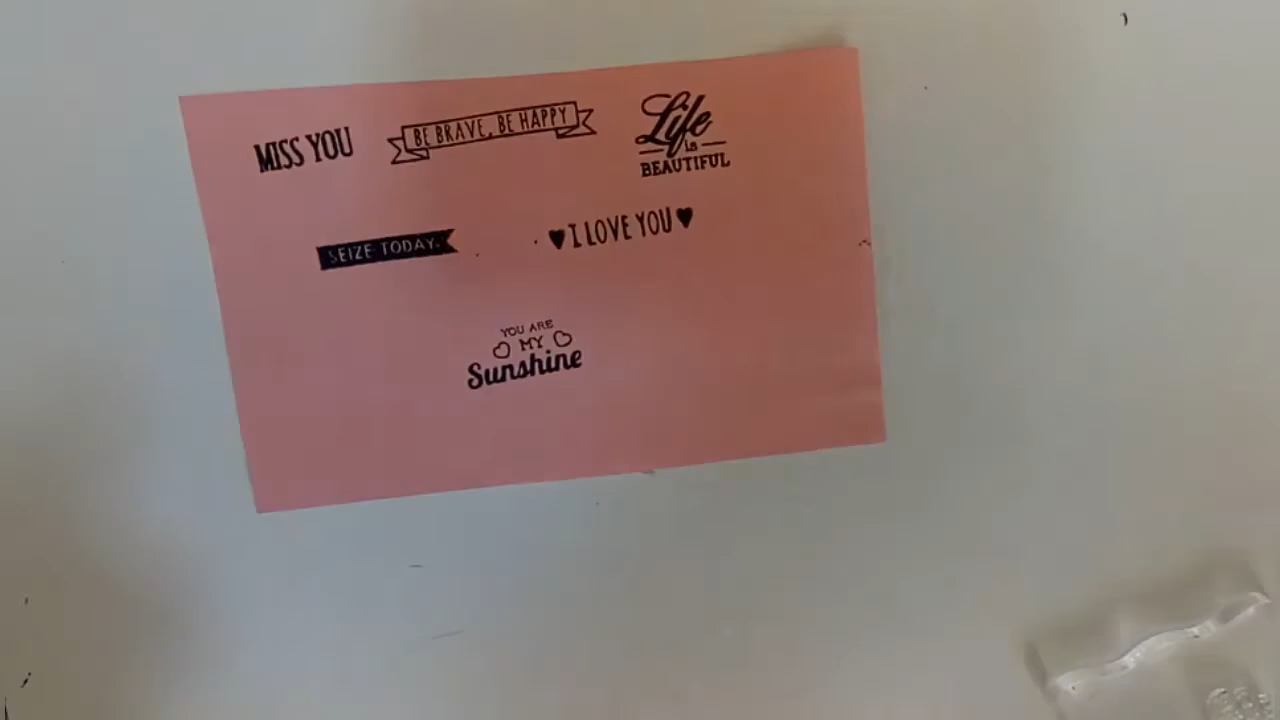 MISS YOU
BE BRAVE, BE HAPPY
Life
is
BEAUTIFUL
SEIZE TODAY.
I LOVE YOU
YOU ARE
MY
Sunshine